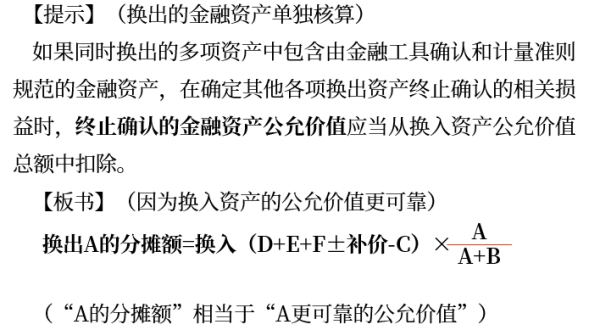 【提示】（换出的金融资产单独核算）
如果同时换出的多项资产中包含由金融工具确认和计量准则
规范的金融资产，在确定其他各项换出资产终止确认的相关损
益时，终止确认的金融资产公允价值应当从换入资产公允价值
总额中扣除。
【板书】（因为换入资产的公允价值更可靠）
换出A的分摊额=换入（D+E+F±补价-C）×A/A+B
（“A的分摊额”相当于“A更可靠的公允价值”）